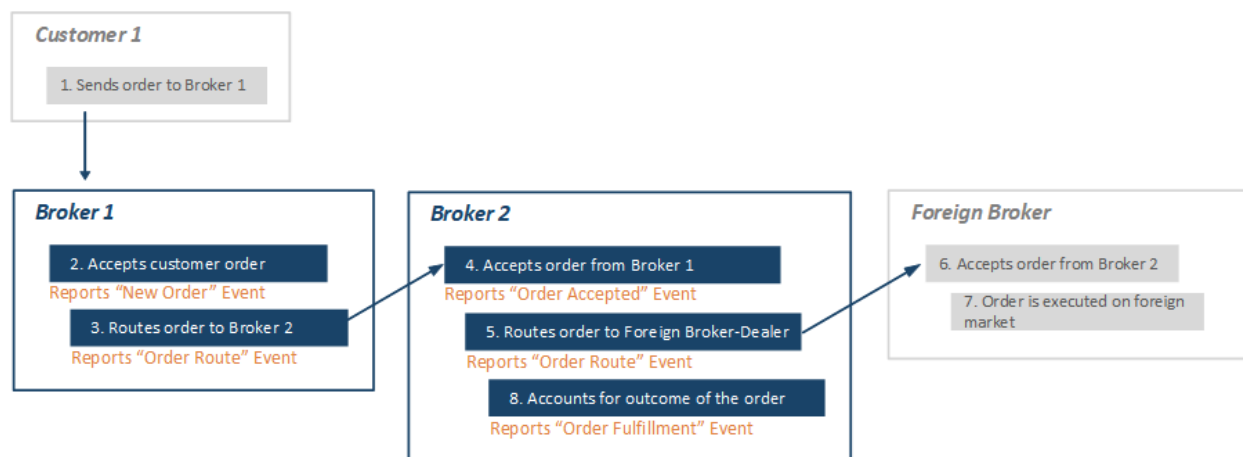 Customer 1
1. Sends order to Broker 1
Broker 1
2. Accepts customer order
Reports “New Order” Event
3. Routes order to Broker 2
Reports “Order Route” Event
Broker 2
4. Accepts order from Broker 1
Reports “Order Accepted” Event
5. Routes order to Foreign Broker-Dealer
Reports “Order Route” Event
8. Accounts for outcome of the order
Reports “Order Fulfillment” Event
Foreign Broker
6. Accepts order from Broker 2
7. Order is executed on foreign
market